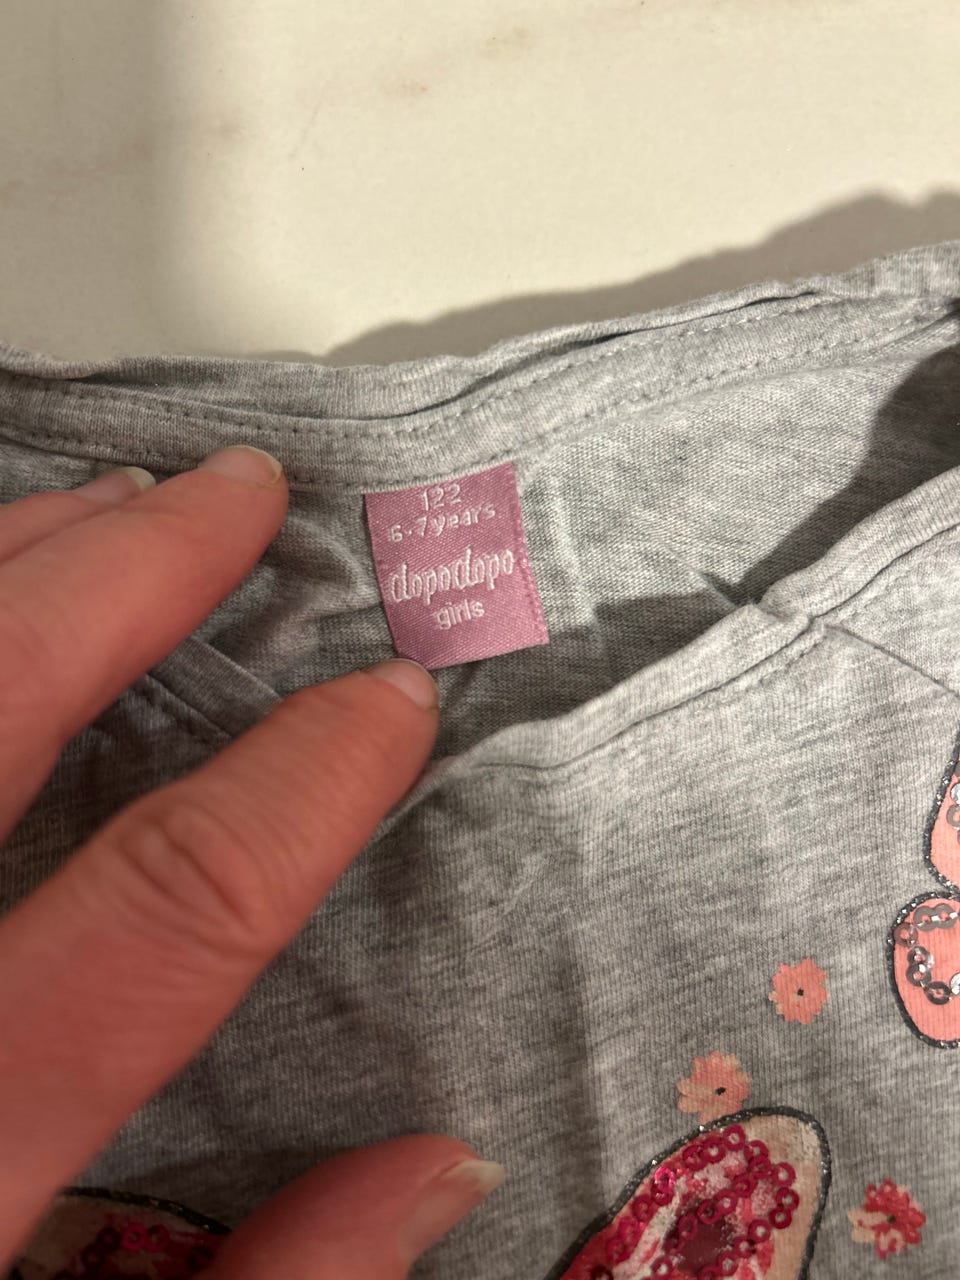 122
6-7 years
dopodopo
girls